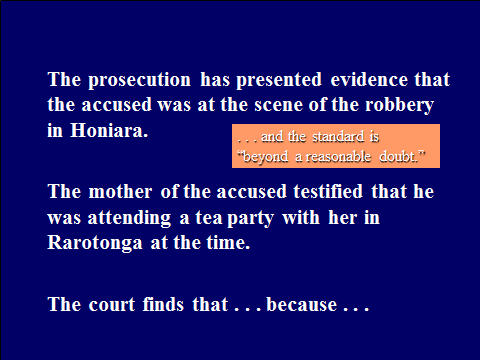 The prosecution has presented evidence that
the accused was at the scene of the robbery
in Honiara.
. . . and the standard is
“beyond a reasonable doubt.”
The mother of the accused testified that he
was attending a tea party with her in
Rarotonga at the time.
The court finds that . . . because . . .